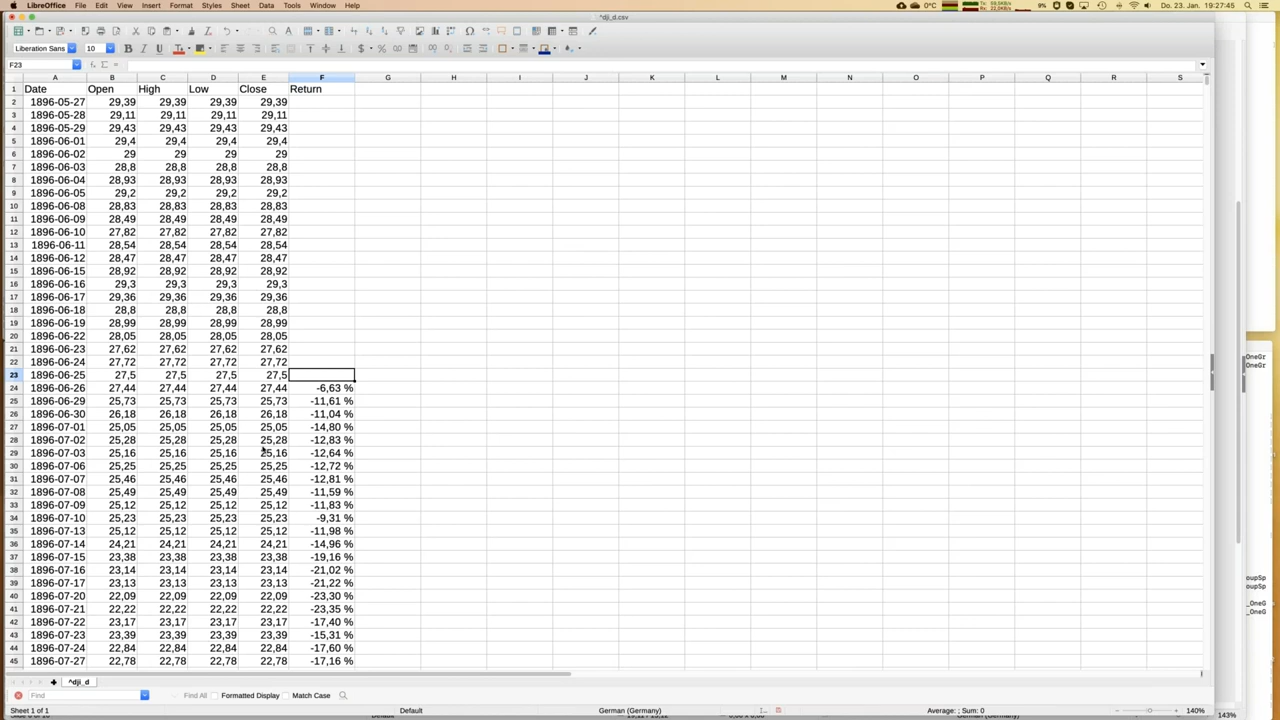 LibreOffice File Edit View Insert Format Styles Sheet Data Tools Window Help 0°C 9% Do. 23. Jan. 19:27:45
^dji_d.csv
Liberation Sans 10
F23
A B C D E F G H I J K L M N O P Q R S
1 Date Open High Low Close Return
2 1896-05-27 29,39 29,39 29,39 29,39
3 1896-05-28 29,11 29,11 29,11 29,11
4 1896-05-29 29,43 29,43 29,43 29,43
5 1896-06-01 29,4 29,4 29,4 29,4
6 1896-06-02 29 29 29 29
7 1896-06-03 28,8 28,8 28,8 28,8
8 1896-06-04 28,93 28,93 28,93 28,93
9 1896-06-05 29,2 29,2 29,2 29,2
10 1896-06-08 28,83 28,83 28,83 28,83
11 1896-06-09 28,49 28,49 28,49 28,49
12 1896-06-10 27,82 27,82 27,82 27,82
13 1896-06-11 28,54 28,54 28,54 28,54
14 1896-06-12 28,47 28,47 28,47 28,47
15 1896-06-15 28,92 28,92 28,92 28,92
16 1896-06-16 29,3 29,3 29,3 29,3
17 1896-06-17 29,36 29,36 29,36 29,36
18 1896-06-18 28,8 28,8 28,8 28,8
19 1896-06-19 28,99 28,99 28,99 28,99
20 1896-06-22 28,05 28,05 28,05 28,05
21 1896-06-23 27,62 27,62 27,62 27,62
22 1896-06-24 27,72 27,72 27,72 27,72
23 1896-06-25 27,5 27,5 27,5 27,5
24 1896-06-26 27,44 27,44 27,44 27,44 -6,63 %
25 1896-06-29 25,73 25,73 25,73 25,73 -11,61 %
26 1896-06-30 26,18 26,18 26,18 26,18 -11,04 %
27 1896-07-01 25,05 25,05 25,05 25,05 -14,80 %
28 1896-07-02 25,28 25,28 25,28 25,28 -12,83 %
29 1896-07-03 25,16 25,16 25,16 25,16 -12,64 %
30 1896-07-06 25,25 25,25 25,25 25,25 -12,72 %
31 1896-07-07 25,46 25,46 25,46 25,46 -12,81 %
32 1896-07-08 25,49 25,49 25,49 25,49 -11,59 %
33 1896-07-09 25,12 25,12 25,12 25,12 -11,83 %
34 1896-07-10 25,23 25,23 25,23 25,23 -9,31 %
35 1896-07-13 25,12 25,12 25,12 25,12 -11,98 %
36 1896-07-14 24,21 24,21 24,21 24,21 -14,96 %
37 1896-07-15 23,38 23,38 23,38 23,38 -19,16 %
38 1896-07-16 23,14 23,14 23,14 23,14 -21,02 %
39 1896-07-17 23,13 23,13 23,13 23,13 -21,22 %
40 1896-07-20 22,09 22,09 22,09 22,09 -23,30 %
41 1896-07-21 22,22 22,22 22,22 22,22 -23,35 %
42 1896-07-22 23,17 23,17 23,17 23,17 -17,40 %
43 1896-07-23 23,39 23,39 23,39 23,39 -15,31 %
44 1896-07-24 22,84 22,84 22,84 22,84 -17,60 %
45 1896-07-27 22,78 22,78 22,78 22,78 -17,16 %
^dji_d
Find Find All Formatted Display Match Case
Sheet 1 of 1 Default German (Germany) Average: ; Sum: 0 140%
143%
OneGr
OneGr
oupSp
oupSp
_OneG
_OneG